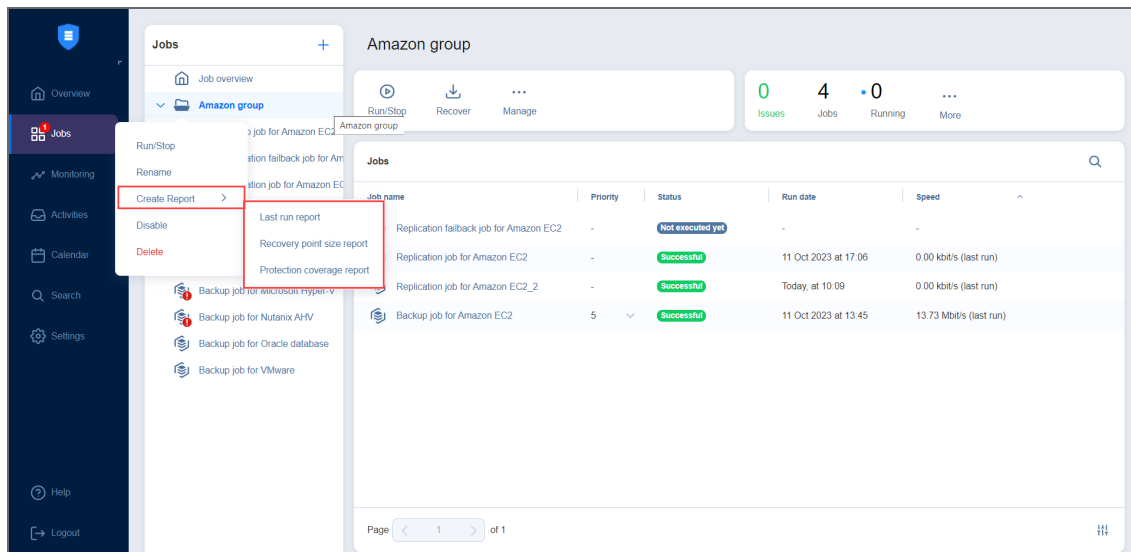 Overview
1
Jobs
Monitoring
Activities
Calendar
Search
Settings
Help
Logout
Jobs
Job overview
Amazon group
job for Amazon EC2
failback job for Am
job for Amazon EC
Backup job for Microsoft Hyper-V
Backup job for Nutanix AHV
Backup job for Oracle database
Backup job for VMware
Run/Stop
Rename
Create Report
Disable
Delete
Last run report
Recovery point size report
Protection coverage report
Amazon group
Run/Stop
Recover
Manage
Amazon group
0 4 0
Issues Jobs Running More
Jobs
Job name Priority Status Run date Speed
Replication failback job for Amazon EC2 - Not executed yet - -
Replication job for Amazon EC2 - Successful 11 Oct 2023 at 17:06 0.00 kbit/s (last run)
Replication job for Amazon EC2_2 - Successful Today, at 10:09 0.00 kbit/s (last run)
Backup job for Amazon EC2 5 Successful 11 Oct 2023 at 13:45 13.73 Mbit/s (last run)
Page 1 of 1